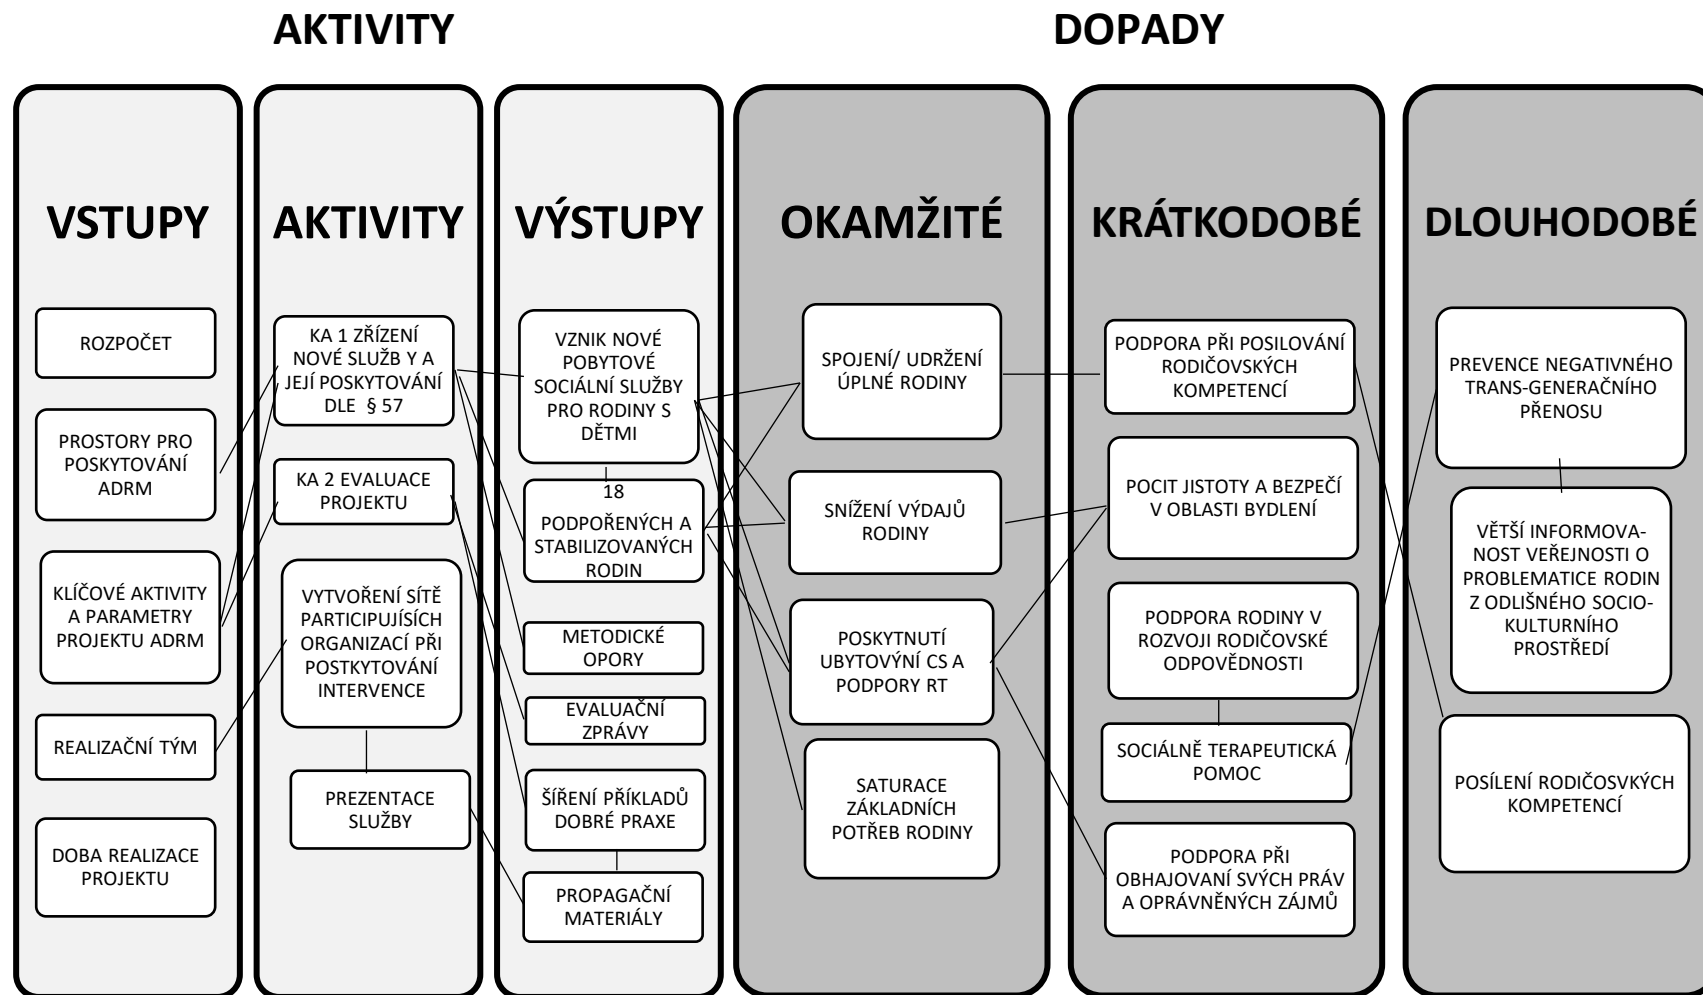 AKTIVITY
DOPADY
VSTUPY
ROZPOČET
PROSTORY PRO
POSKYTOVÁNÍ
ADRM
KLÍČOVÉ AKTIVITY
A PARAMETRY
PROJEKTU ADRM
REALIZAČNÍ TÝM
DOBA REALIZACE
PROJEKTU
AKTIVITY
KA 1 ZŘÍZENÍ
NOVÉ SLUŽB Y A
JEJÍ POSKYTOVÁNÍ
DLE § 57
KA 2 EVALUACE
PROJEKTU
VYTVOŘENÍ SÍTĚ
PARTICIPUJÍSÍCH
ORGANIZACÍ PŘI
POSTKYTOVÁNÍ
INTERVENCE
PREZENTACE
SLUŽBY
VÝSTUPY
VZNIK NOVÉ
POBYTOVÉ
SOCIÁLNÍ SLUŽBY
PRO RODINY S
DĚTMI
18
PODPOŘENÝCH A
STABILIZOVANÝCH
RODIN
METODICKÉ
OPORY
EVALUAČNÍ
ZPRÁVY
ŠÍŘENÍ PŘÍKLADŮ
DOBRÉ PRAXE
PROPAGAČNÍ
MATERIÁLY
OKAMŽITÉ
SPOJENÍ/ UDRŽENÍ
ÚPLNÉ RODINY
SNÍŽENÍ VÝDAJŮ
RODINY
POSKYTNUTÍ
UBYTOVÝNÍ CS A
PODPORY RT
SATURACE
ZÁKLADNÍCH
POTŘEB RODINY
KRÁTKODOBÉ
PODPORA PŘI POSILOVÁNÍ
RODIČOVSKÝCH
KOMPETENCÍ
POCIT JISTOTY A BEZPEČÍ
V OBLASTI BYDLENÍ
PODPORA RODINY V
ROZVOJI RODIČOVSKÉ
ODPOVĚDNOSTI
SOCIÁLNĚ TERAPEUTICKÁ
POMOC
PODPORA PŘI
OBHAJOVANÍ SVÝCH PRÁV
A OPRÁVNĚNÝCH ZÁJMŮ
DLOUHODOBÉ
PREVENCE NEGATIVNÉHO
TRANS-GENERAČNÍHO
PŘENOSU
VĚTŠÍ INFORMOVA-
NOST VEŘEJNOSTI O
PROBLEMATICE RODIN
Z ODLIŠNÉHO SOCIO-
KULTURNÍHO
PROSTŘEDÍ
POSÍLENÍ RODIČOSVKÝCH
KOMPETENCÍ